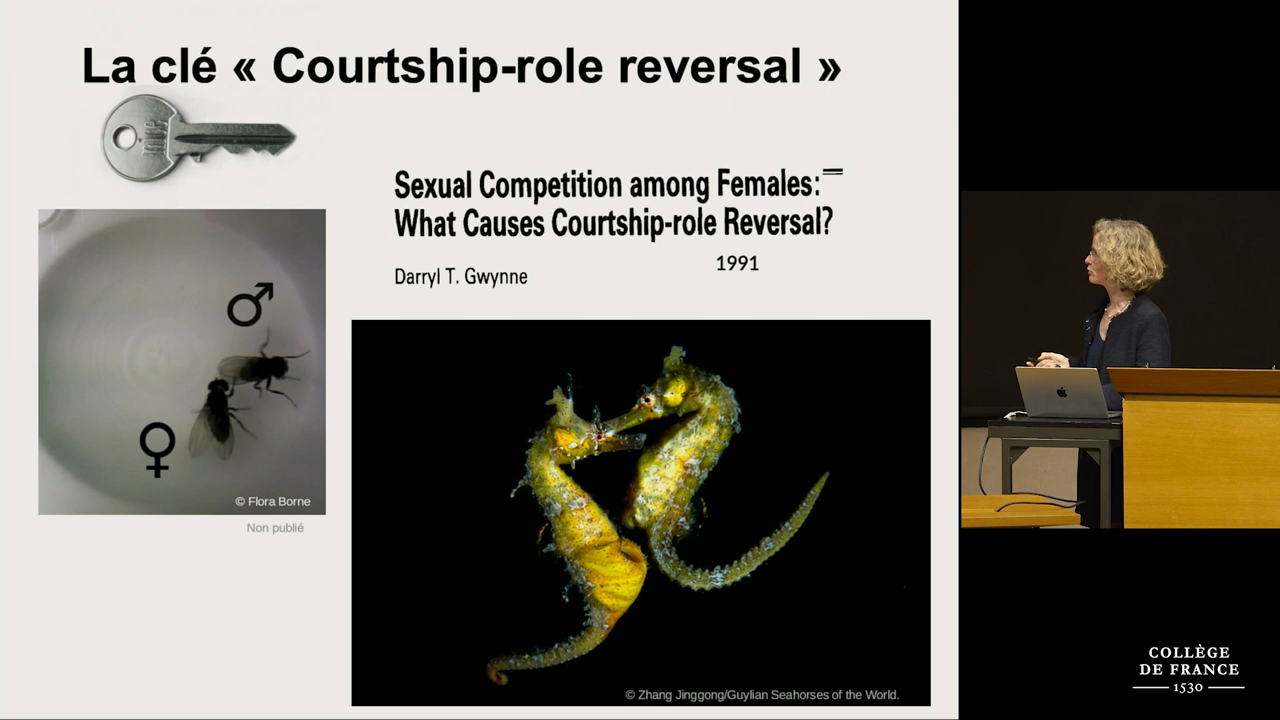 La clé « Courtship-role reversal »
Sexual Competition among Females:
What Causes Courtship-role Reversal?
1991
Darryl T. Gwynne
♂
♀
© Flora Borne
Non publié
© Zhang Jinggong/Guylian Seahorses of the World.
COLLÈGE
DE FRANCE
1530